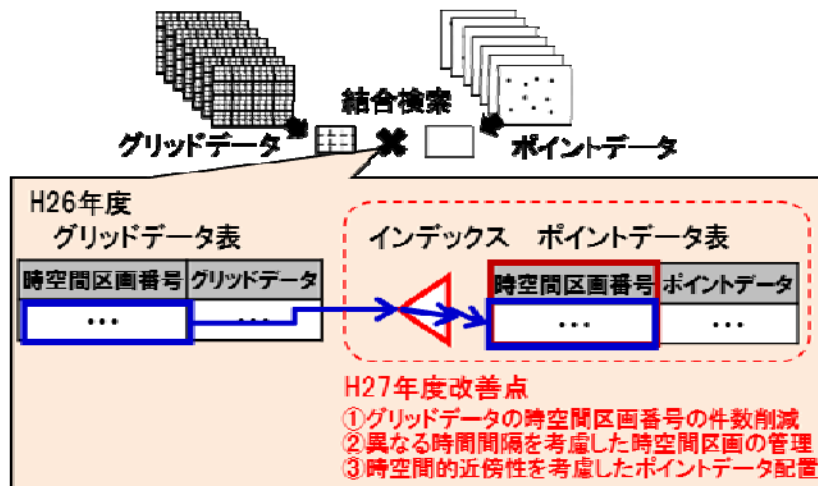 結合検索
グリッドデータ
ポイントデータ
H26年度
グリッドデータ表
インデックス ポイントデータ表
時空間区画番号 グリッドデータ
時空間区画番号 ポイントデータ
… …
… …
H27年度改善点
①グリッドデータの時空間区画番号の件数削減
②異なる時間間隔を考慮した時空間区画の管理
③時空間的近傍性を考慮したポイントデータ配置